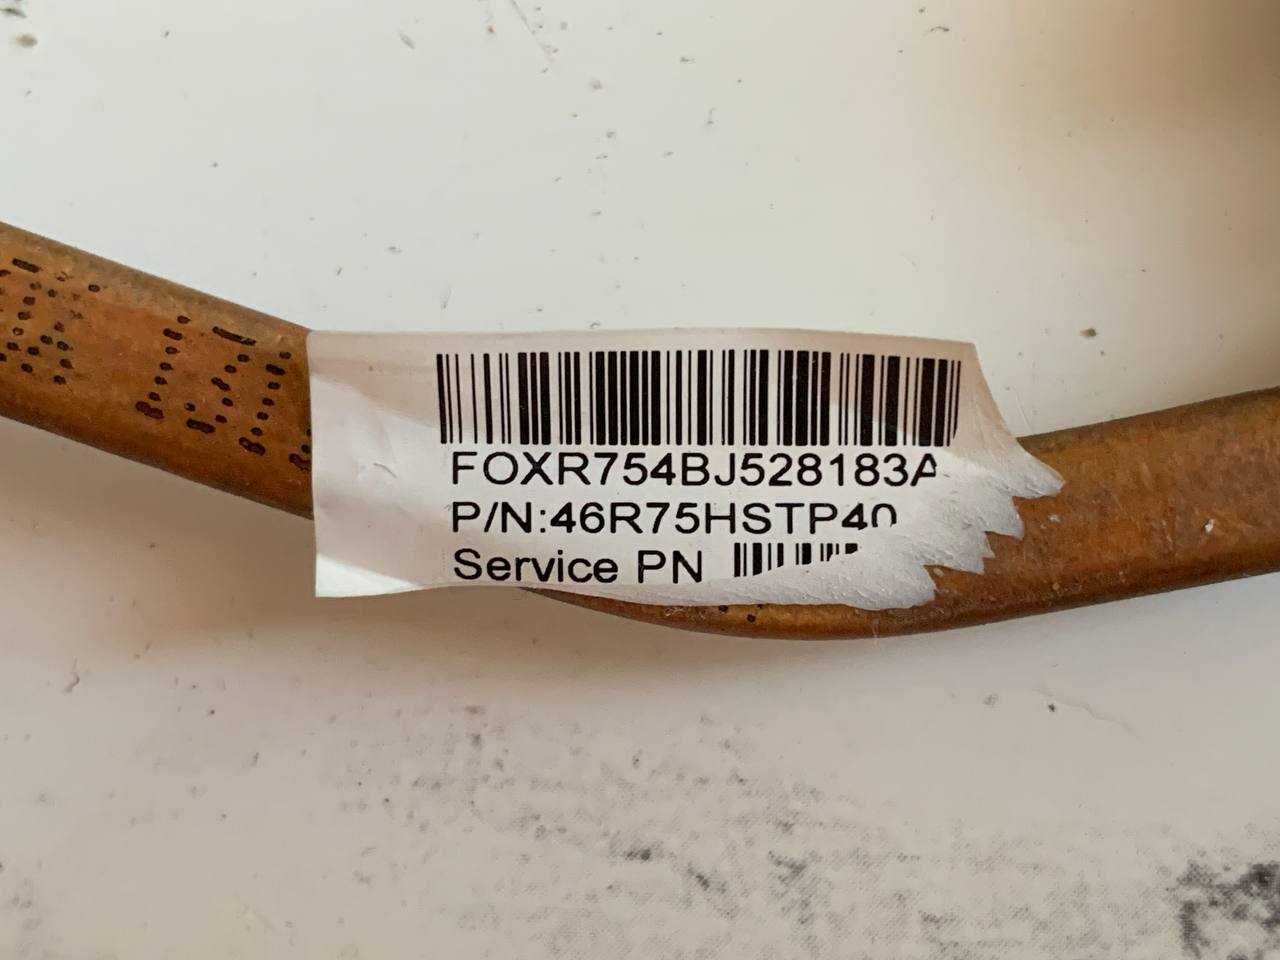 FOXR754BJ528183A
P/N:46R75HSTP40
Service PN